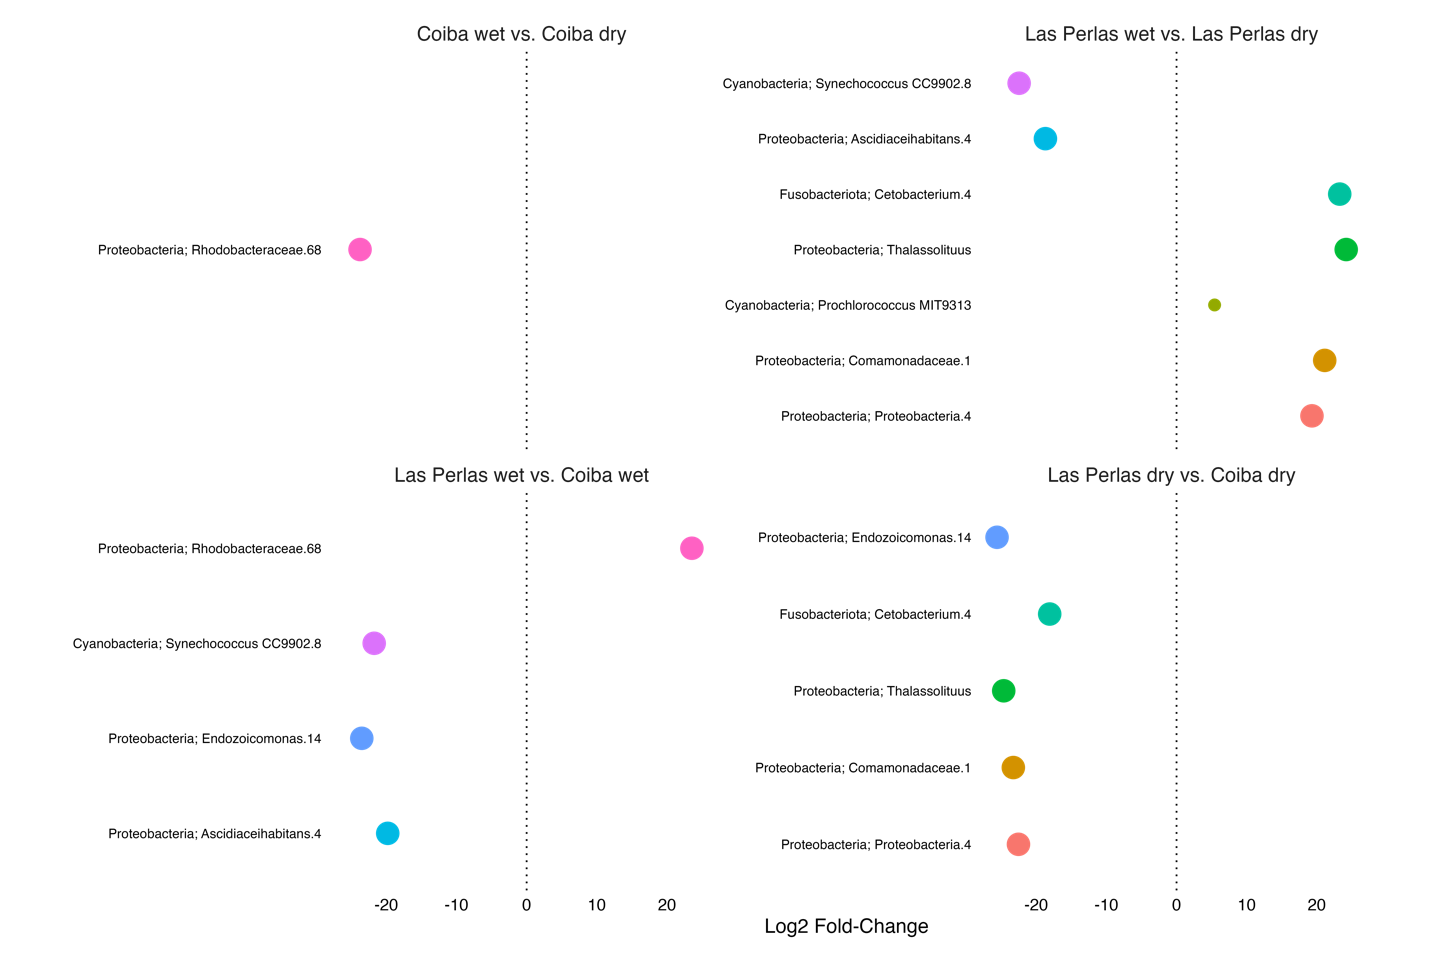 Coiba wet vs. Coiba dry
Proteobacteria; Rhodobacteraceae.68
Las Perlas wet vs. Las Perlas dry
Cyanobacteria; Synechococcus CC9902.8
Proteobacteria; Ascidiaceihabitans.4
Fusobacteriota; Cetobacterium.4
Proteobacteria; Thalassolituus
Cyanobacteria; Prochlorococcus MIT9313
Proteobacteria; Comamonadaceae.1
Proteobacteria; Proteobacteria.4
Las Perlas wet vs. Coiba wet
Proteobacteria; Rhodobacteraceae.68
Cyanobacteria; Synechococcus CC9902.8
Proteobacteria; Endozoicomonas.14
Proteobacteria; Ascidiaceihabitans.4
-20 -10 0 10 20
Las Perlas dry vs. Coiba dry
Proteobacteria; Endozoicomonas.14
Fusobacteriota; Cetobacterium.4
Proteobacteria; Thalassolituus
Proteobacteria; Comamonadaceae.1
Proteobacteria; Proteobacteria.4
-20 -10 0 10 20
Log2 Fold-Change